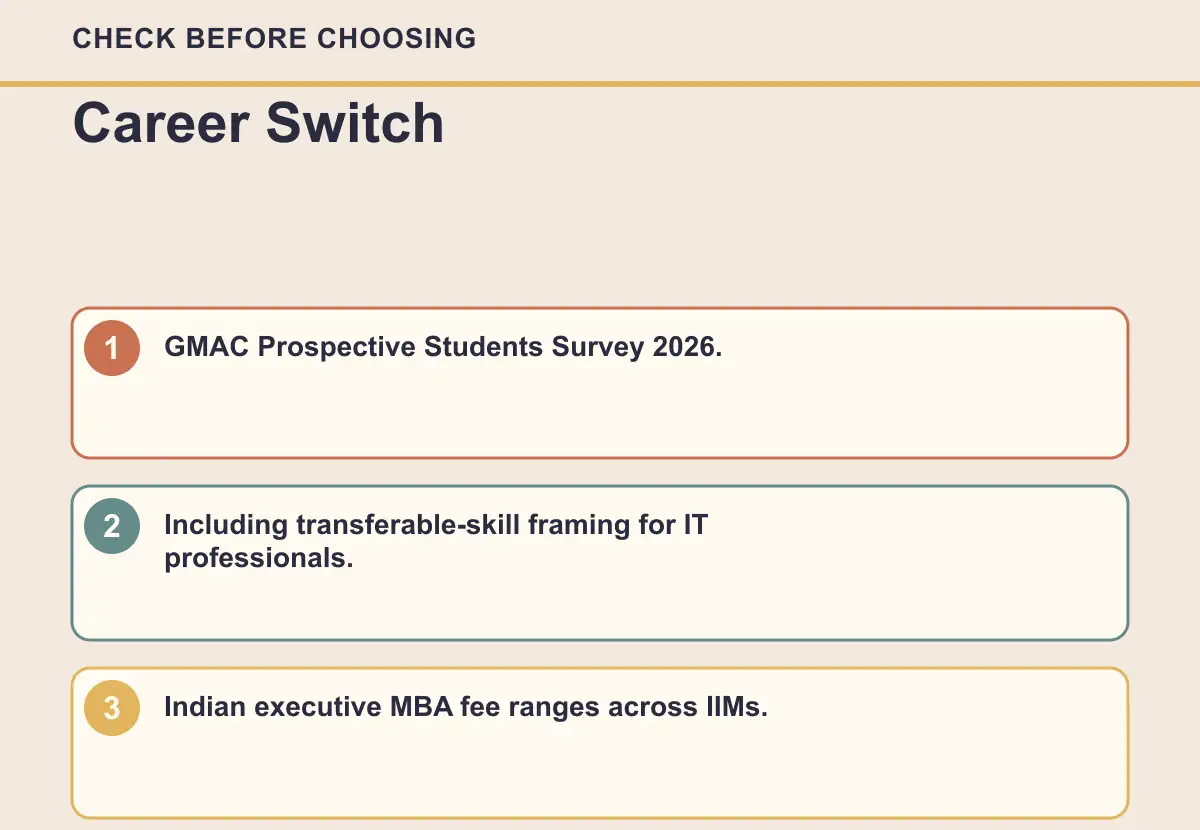 CHECK BEFORE CHOOSING
Career Switch
1
GMAC Prospective Students Survey 2026.
2
Including transferable-skill framing for IT
professionals.
3
Indian executive MBA fee ranges across IIMs.